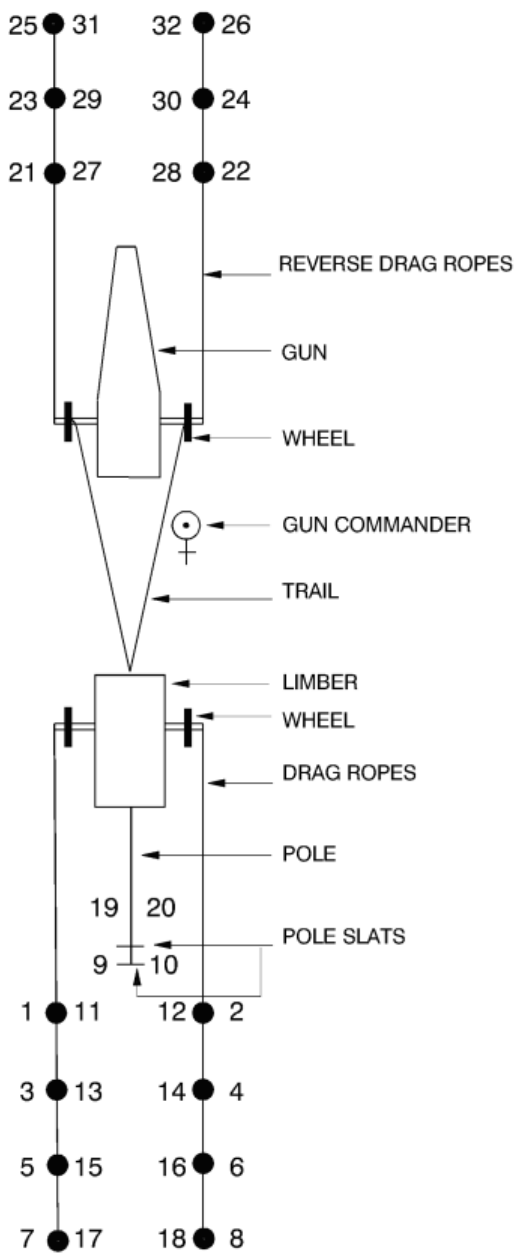 25 31 32 26
23 29 30 24
21 27 28 22
REVERSE DRAG ROPES
GUN
WHEEL
GUN COMMANDER
TRAIL
LIMBER
WHEEL
DRAG ROPES
POLE
19 20
POLE SLATS
9 10
1 11 12 2
3 13 14 4
5 15 16 6
7 17 18 8